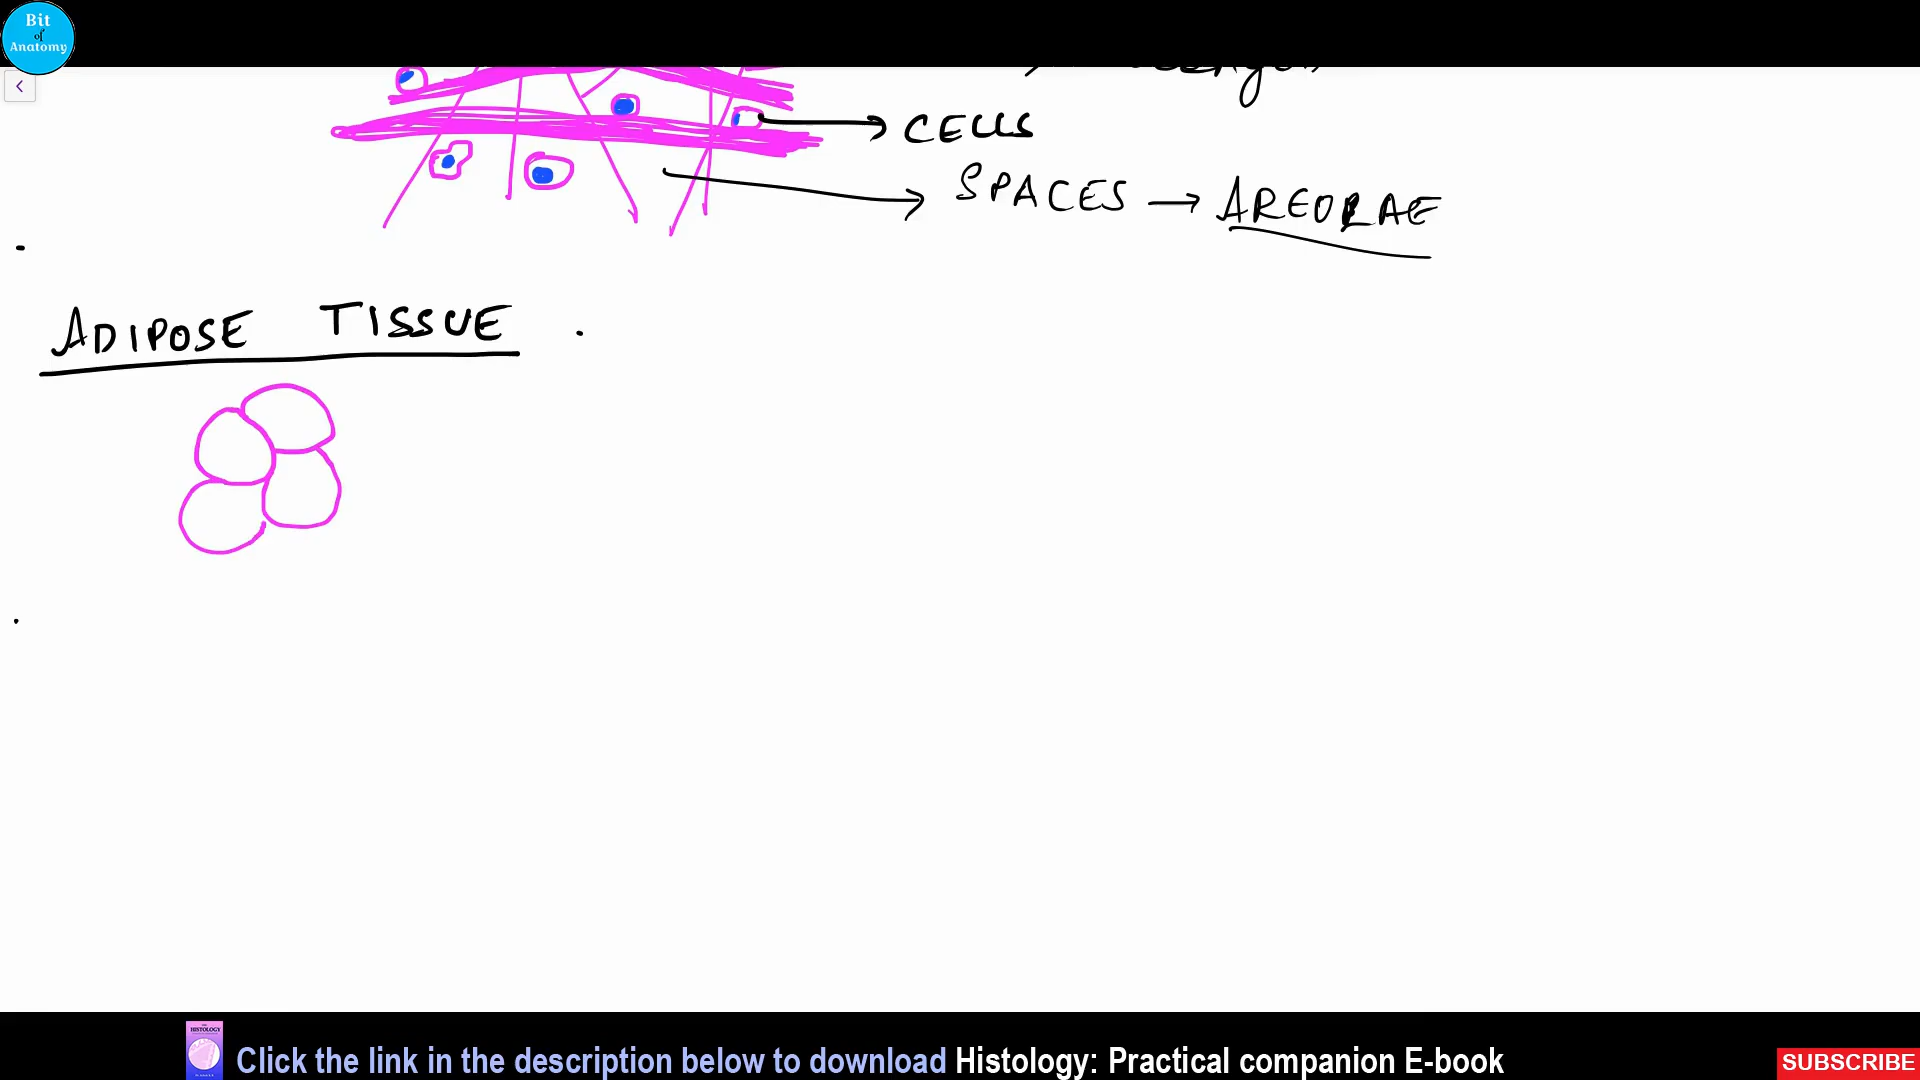 Bit
of
Anatomy
CELLS
SPACES → AREOLAE
ADIPOSE TISSUE .
HISTOLOGY
Click the link in the description below to download Histology: Practical companion E-book
SUBSCRIBE